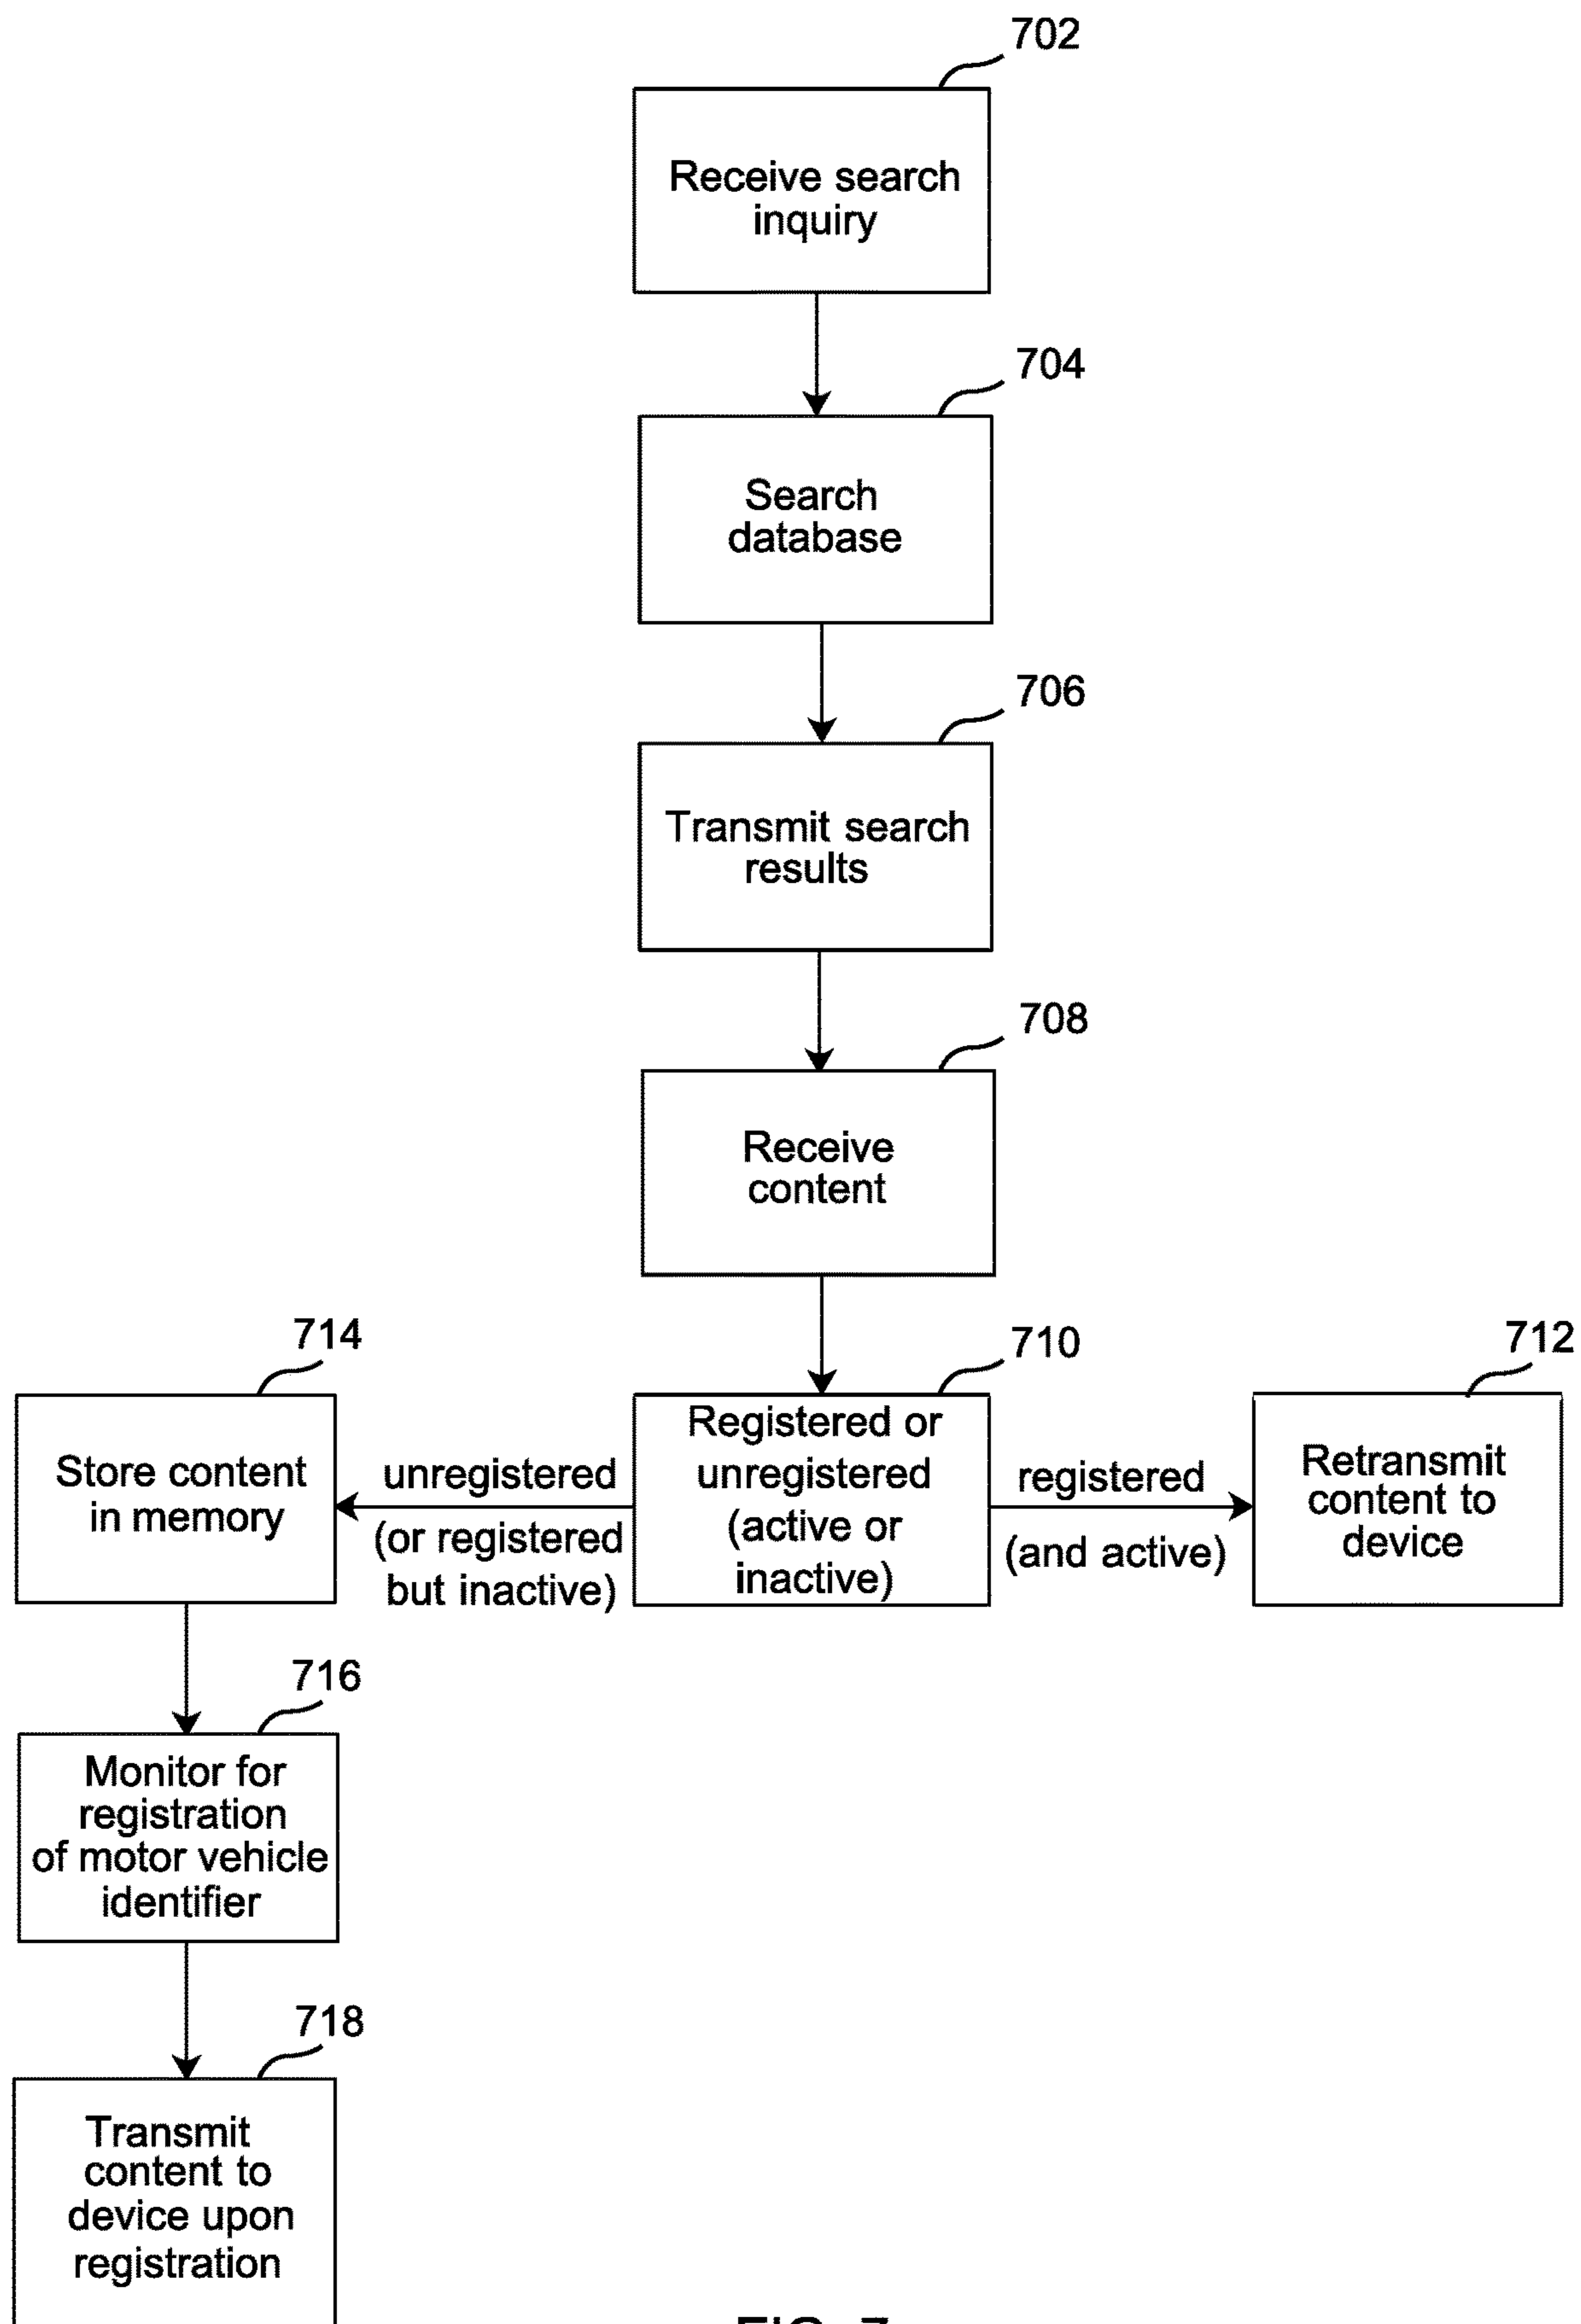 702
Receive search
inquiry
704
Search
database
706
Transmit search
results
708
Receive
content
710
Registered or
unregistered
(active or
inactive)
registered
(and active)
712
Retransmit
content to
device
unregistered
(or registered
but inactive)
714
Store content
in memory
716
Monitor for
registration
of motor vehicle
identifier
718
Transmit
content to
device upon
registration